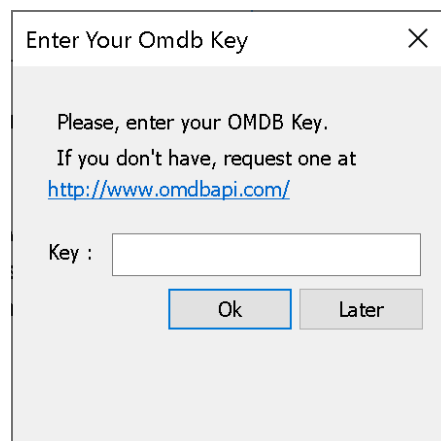 Enter Your Omdb Key
Please, enter your OMDB Key.
If you don't have, request one at
http://www.omdbapi.com/
Key :
Ok Later